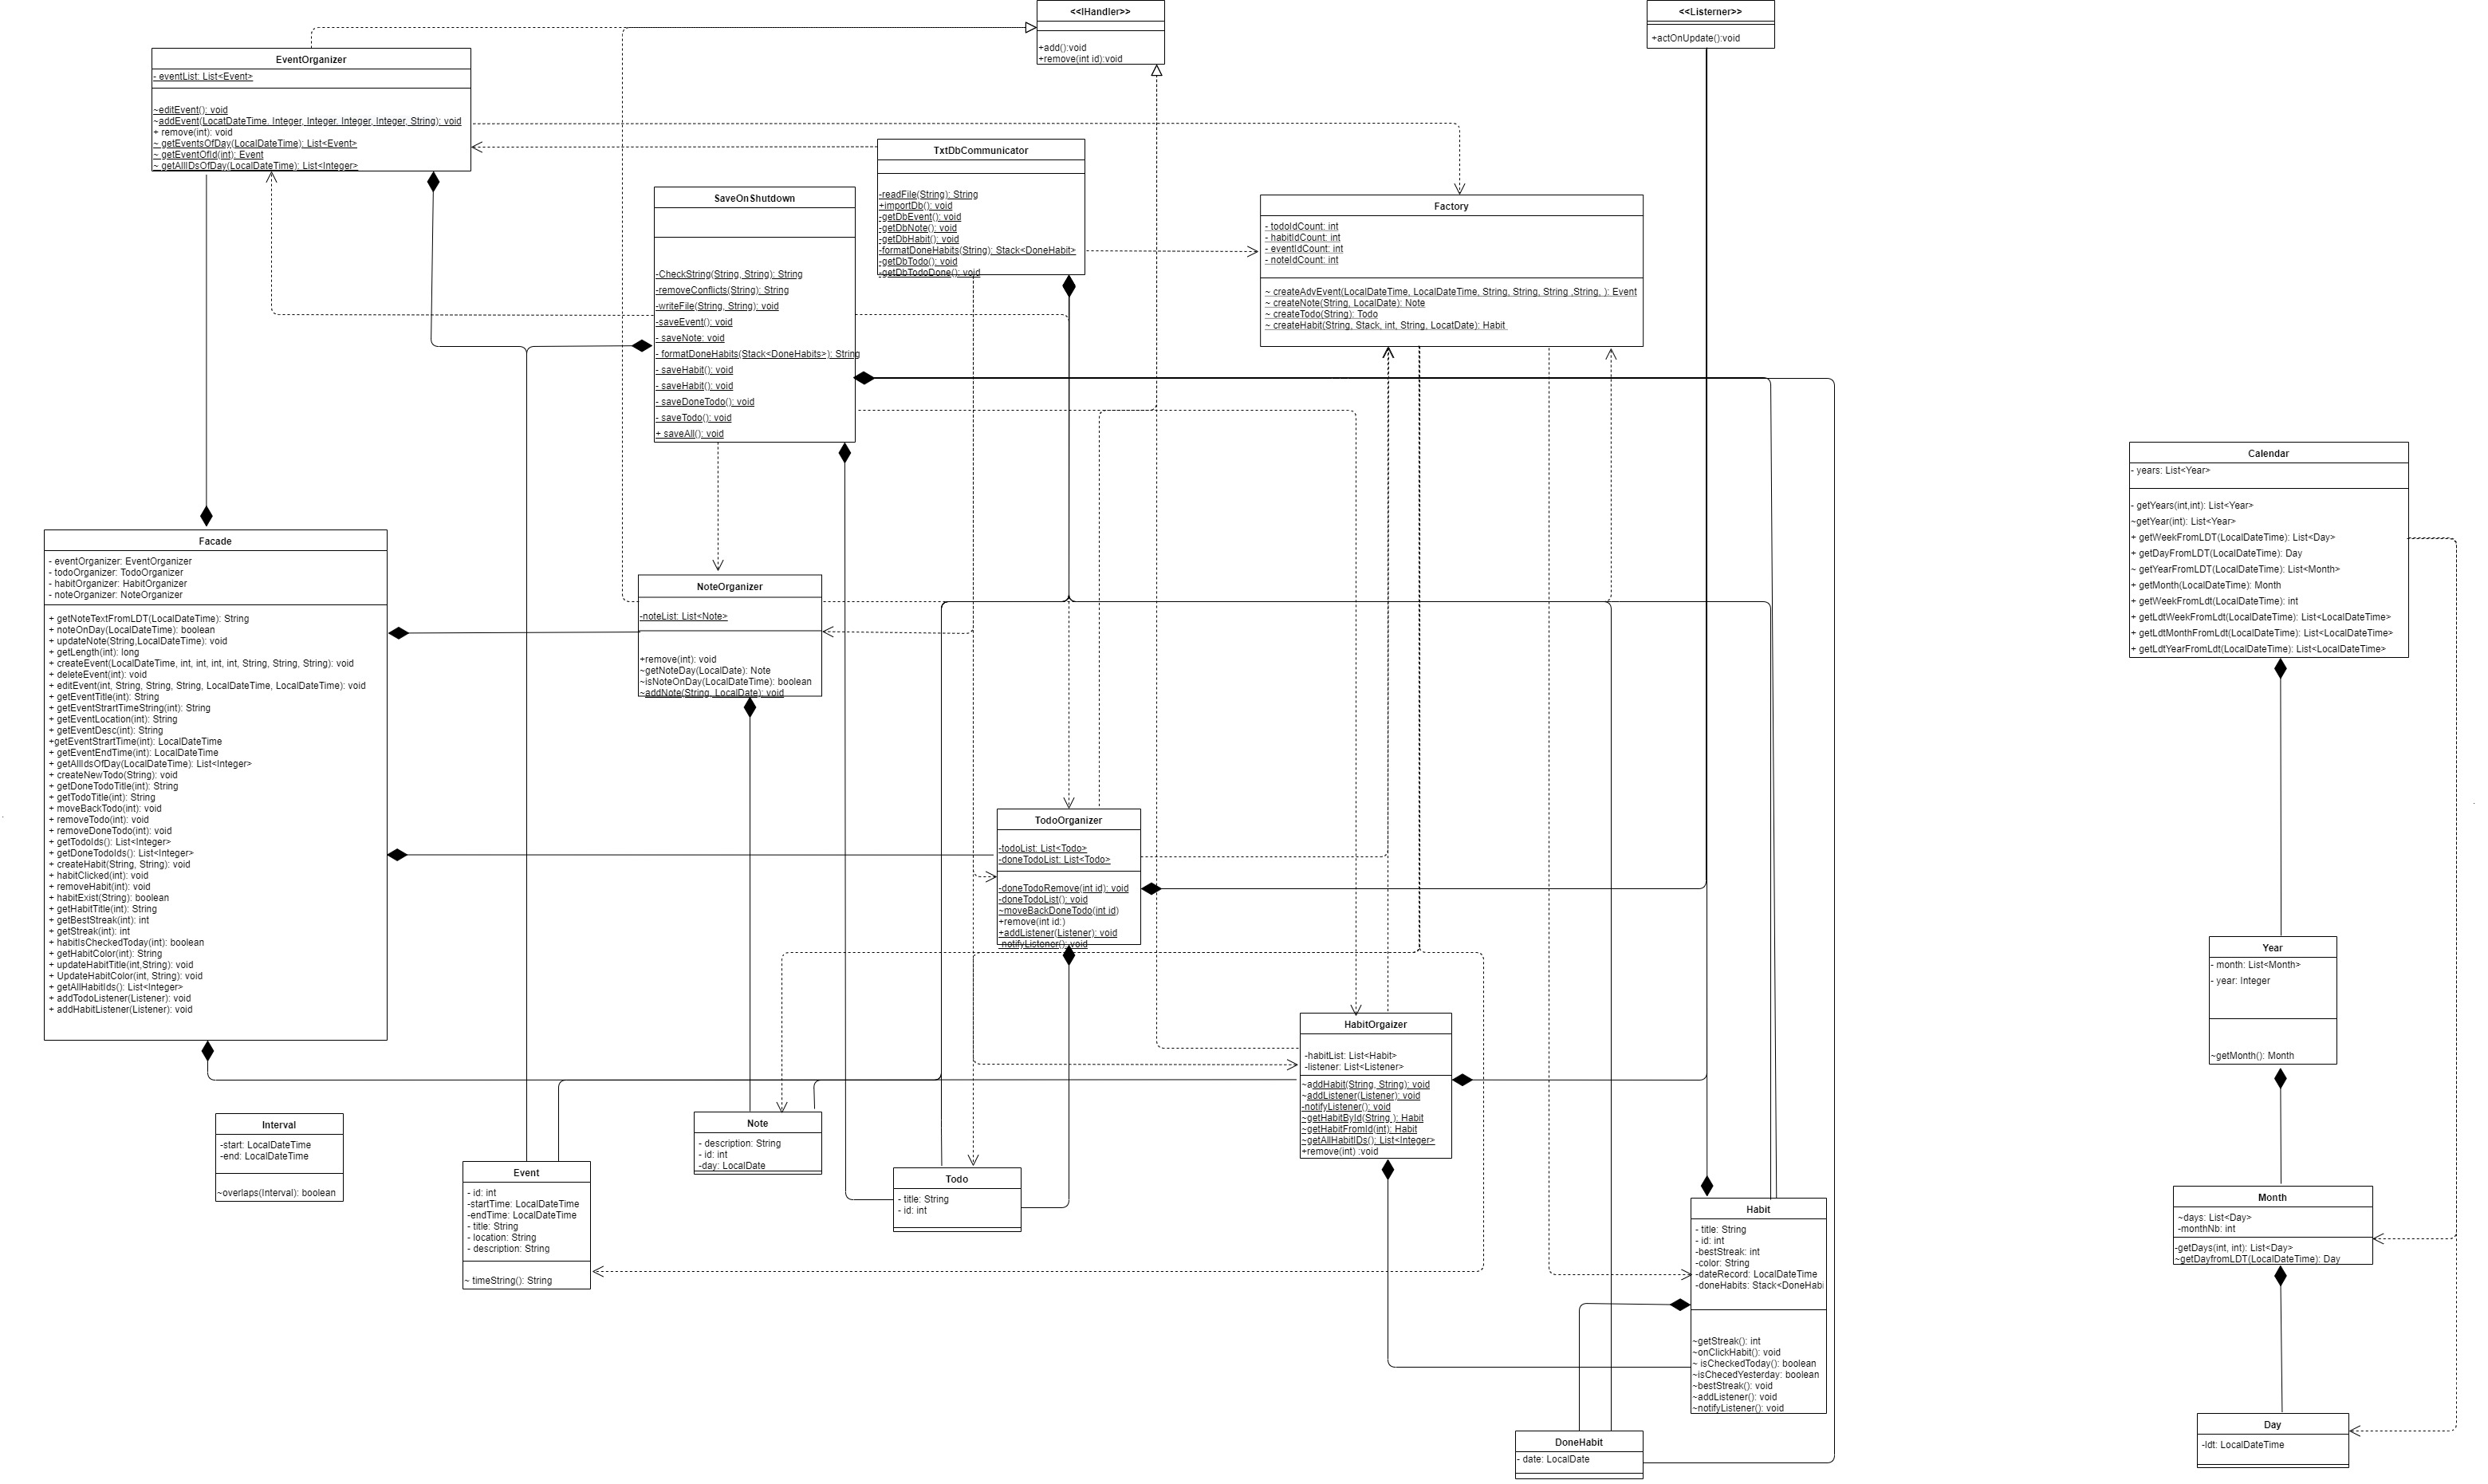 <<IHandler>>
+add():void
+remove(int id):void
<<Listerner>>
+actOnUpdate():void
EventOrganizer
- eventList: List<Event>
~editEvent(): void
~addEvent(LocatDateTime, Integer, Integer, Integer, Integer, String): void
+ remove(int): void
~ getEventsOfDay(LocalDateTime): List<Event>
~ getEventOfId(int): Event
~ getAllIDsOfDay(LocalDateTime): List<Integer>
TxtDbCommunicator
-readFile(String): String
+importDb(): void
-getDbEvent(): void
-getDbNote(): void
-getDbHabit(): void
-formatDoneHabits(String): Stack<DoneHabit>
-getDbTodo(): void
-getDbTodoDone(): void
SaveOnShutdown
-CheckString(String, String): String
-removeConflicts(String): String
-writeFile(String, String): void
-saveEvent(): void
- saveNote: void
- formatDoneHabits(Stack<DoneHabits>): String
- saveHabit(): void
- saveHabit(): void
- saveDoneTodo(): void
- saveTodo(): void
+ saveAll(): void
Factory
- todoIdCount: int
- habitIdCount: int
- eventIdCount: int
- noteIdCount: int
~ createAdvEvent(LocalDateTime, LocalDateTime, String, String, String ,String, ): Event
~ createNote(String, LocalDate): Note
~ createTodo(String): Todo
~ createHabit(String, Stack, int, String, LocatDate): Habit
Calendar
- years: List<Year>
- getYears(int,int): List<Year>
~getYear(int): List<Year>
+ getWeekFromLDT(LocalDateTime): List<Day>
+ getDayFromLDT(LocalDateTime): Day
~ getYearFromLDT(LocalDateTime): List<Month>
+ getMonth(LocalDateTime): Month
+ getWeekFromLdt(LocalDateTime): int
+ getLdtWeekFromLdt(LocalDateTime): List<LocalDateTime>
+ getLdtMonthFromLdt(LocalDateTime): List<LocalDateTime>
+ getLdtYearFromLdt(LocalDateTime): List<LocalDateTime>
Facade
- eventOrganizer: EventOrganizer
- todoOrganizer: TodoOrganizer
- habitOrganizer: HabitOrganizer
- noteOrganizer: NoteOrganizer
+ getNoteTextFromLDT(LocalDateTime): String
+ noteOnDay(LocalDateTime): boolean
+ updateNote(String,LocalDateTime): void
+ getLength(int): long
+ createEvent(LocalDateTime, int, int, int, int, String, String, String): void
+ deleteEvent(int): void
+ editEvent(int, String, String, String, LocalDateTime, LocalDateTime): void
+ getEventTitle(int): String
+ getEventStrartTimeString(int): String
+ getEventLocation(int): String
+ getEventDesc(int): String
+getEventStrartTime(int): LocalDateTime
+ getEventEndTime(int): LocalDateTime
+ getAllIdsOfDay(LocalDateTime): List<Integer>
+ createNewTodo(String): void
+ getDoneTodoTitle(int): String
+ getTodoTitle(int): String
+ moveBackTodo(int): void
+ removeTodo(int): void
+ removeDoneTodo(int): void
+ getTodoIds(): List<Integer>
+ getDoneTodoIds(): List<Integer>
+ createHabit(String, String): void
+ habitClicked(int): void
+ removeHabit(int): void
+ habitExist(String): boolean
+ getHabitTitle(int): String
+ getBestStreak(int): int
+ getStreak(int): int
+ habitIsCheckedToday(int): boolean
+ getHabitColor(int): String
+ updateHabitTitle(int,String): void
+ UpdateHabitColor(int, String): void
+ getAllHabitIds(): List<Integer>
+ addTodoListener(Listener): void
+ addHabitListener(Listener): void
NoteOrganizer
-noteList: List<Note>
+remove(int): void
~getNoteDay(LocalDate): Note
~isNoteOnDay(LocalDateTime): boolean
~addNote(String, LocalDate): void
TodoOrganizer
-todoList: List<Todo>
-doneTodoList: List<Todo>
-doneTodoRemove(int id): void
-doneTodoList(): void
~moveBackDoneTodo(int id)
+remove(int id:)
+addListener(Listener): void
-notifyListener(): void
HabitOrgaizer
-habitList: List<Habit>
-listener: List<Listener>
~addHabit(String, String): void
~addListener(Listener): void
-notifyListener(): void
~getHabitById(String ): Habit
~getHabitFromId(int): Habit
~getAllHabitIDs(): List<Integer>
+remove(int) :void
Year
- month: List<Month>
- year: Integer
~getMonth(): Month
Interval
-start: LocalDateTime
-end: LocalDateTime
~overlaps(Interval): boolean
Event
- id: int
-startTime: LocalDateTime
-endTime: LocalDateTime
- title: String
- location: String
- description: String
~ timeString(): String
Note
- description: String
- id: int
-day: LocalDate
Todo
- title: String
- id: int
Habit
- title: String
- id: int
-bestStreak: int
-color: String
-dateRecord: LocalDateTime
-doneHabits: Stack<DoneHabi
~getStreak(): int
~onClickHabit(): void
~ isCheckedToday(): boolean
~isChecedYesterday: boolean
~bestStreak(): void
~addListener(): void
~notifyListener(): void
Month
~days: List<Day>
-monthNb: int
-getDays(int, int): List<Day>
~getDayfromLDT(LocalDateTime): Day
DoneHabit
- date: LocalDate
Day
-ldt: LocalDateTime